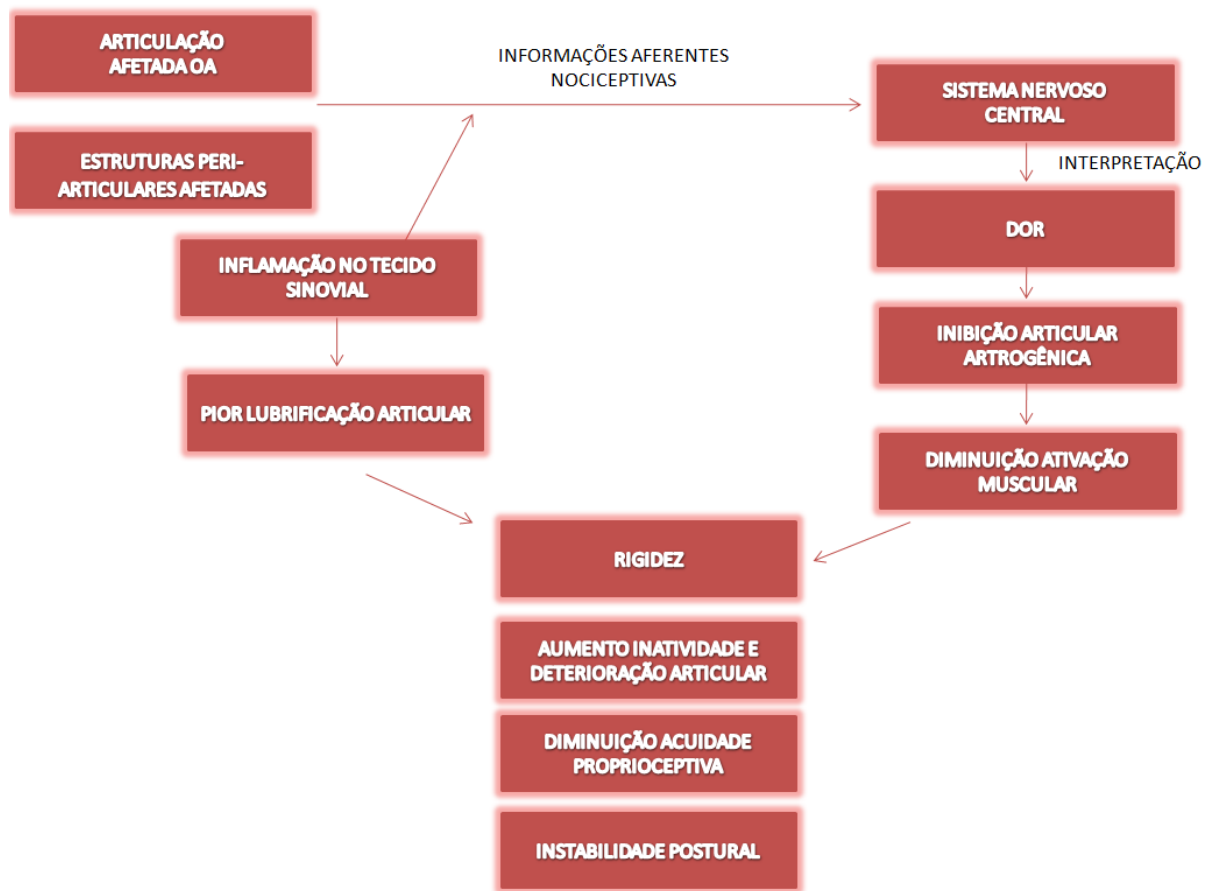 ARTICULAÇÃO
AFETADA OA
INFORMAÇÕES AFERENTES
NOCICEPTIVAS
SISTEMA NERVOSO
CENTRAL
ESTRUTURAS PERI-
ARTICULARES AFETADAS
INTERPRETAÇÃO
DOR
INFLAMAÇÃO NO TECIDO
SINOVIAL
INIBIÇÃO ARTICULAR
ARTROGÊNICA
PIOR LUBRIFICAÇÃO ARTICULAR
DIMINUIÇÃO ATIVAÇÃO
MUSCULAR
RIGIDEZ
AUMENTO INATIVIDADE E
DETERIORAÇÃO ARTICULAR
DIMINUIÇÃO ACUIDADE
PROPRIOCEPTIVA
INSTABILIDADE POSTURAL